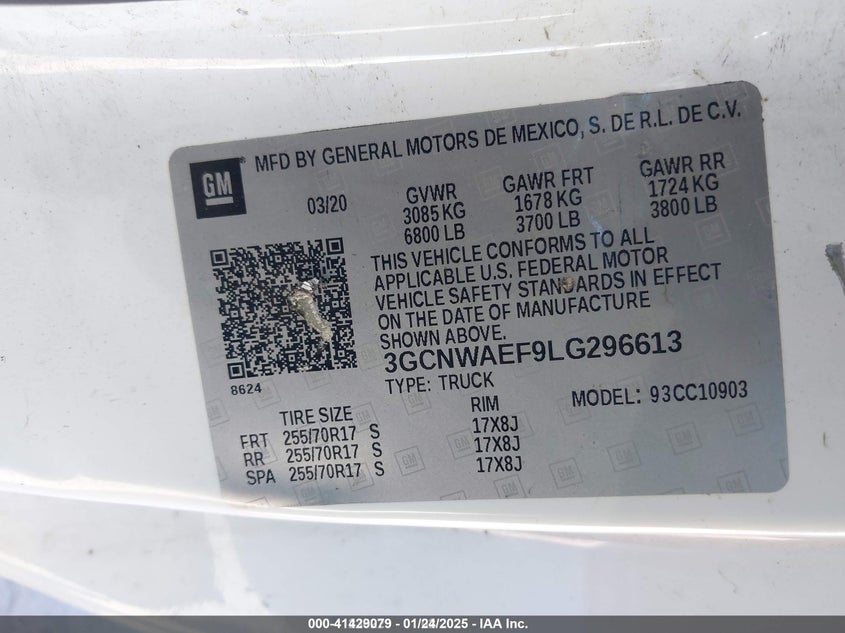 GM
MFD BY GENERAL MOTORS DE MEXICO, S. DE R.L. DE C.V.
03/20
GVWR
3085 KG
6800 LB
GAWR FRT
1678 KG
3700 LB
GAWR RR
1724 KG
3800 LB
THIS VEHICLE CONFORMS TO ALL
APPLICABLE U.S. FEDERAL MOTOR
VEHICLE SAFETY STANDARDS IN EFFECT
ON THE DATE OF MANUFACTURE
SHOWN ABOVE.
8624
3GCNWAEF9LG296613
TYPE: TRUCK
MODEL: 93CC10903
TIRE SIZE
RIM
FRT 255/70R17 S 17X8J
RR 255/70R17 S 17X8J
SPA 255/70R17 S 17X8J
000-41429079 — 01/24/2025 — IAA Inc.